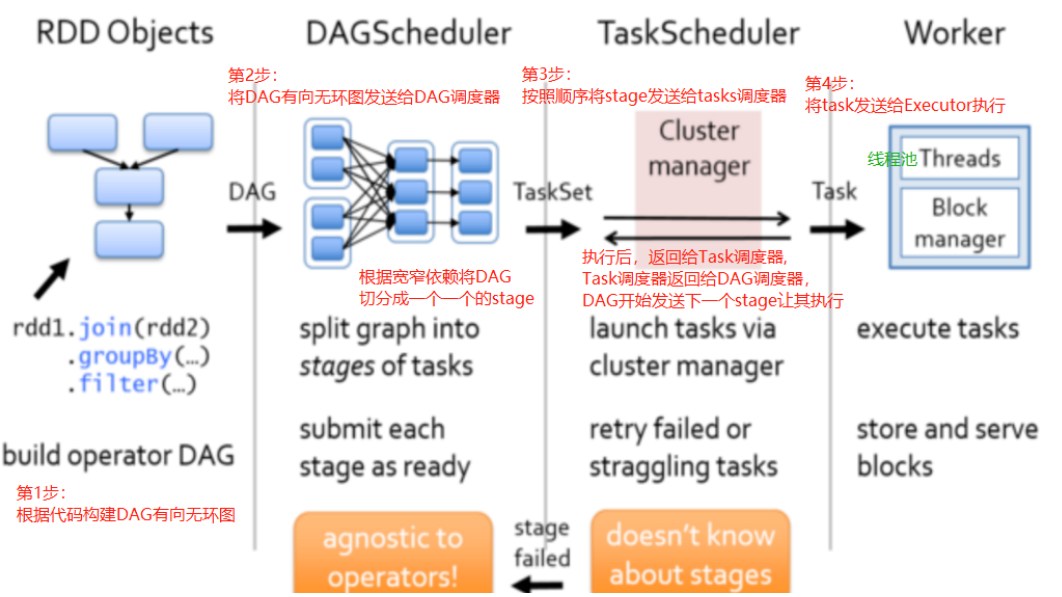 RDD Objects
DAGScheduler
TaskScheduler
Worker
第2步：
将DAG有向无环图发送给DAG调度器
第3步：
按照顺序将stage发送给tasks调度器
第4步：
将task发送给Executor执行
DAG
TaskSet
Cluster
manager
Task
线程池 Threads
Block
manager
根据宽窄依赖将DAG
切分成一个一个的stage
执行后，返回给Task调度器,
Task调度器返回给DAG调度器，
DAG开始发送下一个stage让其执行
rdd1.join(rdd2)
.groupBy(…)
.filter(…)
split graph into
stages of tasks
launch tasks via
cluster manager
execute tasks
build operator DAG
submit each
stage as ready
retry failed or
straggling tasks
store and serve
blocks
第1步：
根据代码构建DAG有向无环图
agnostic to
operators!
stage
failed
doesn't know
about stages